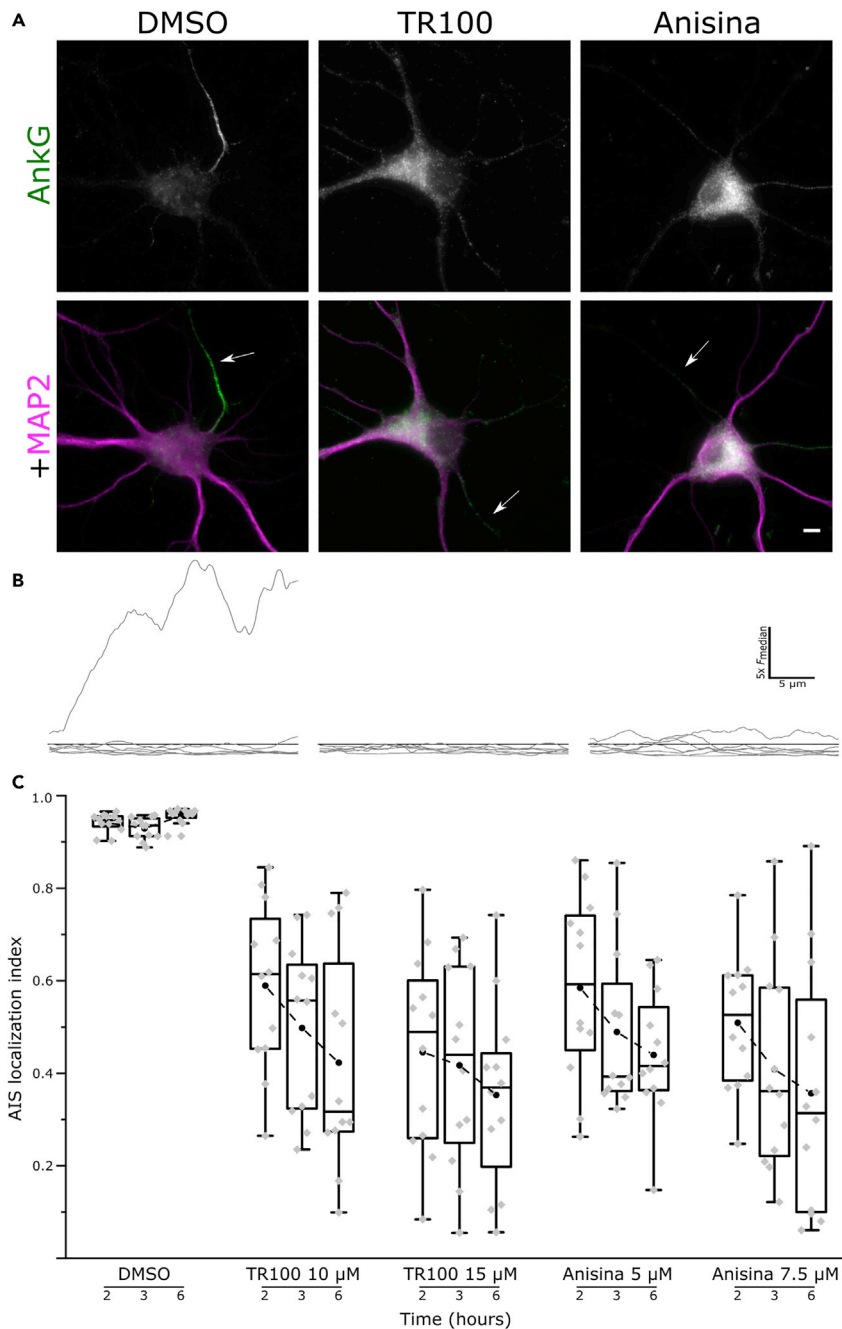 A
DMSO TR100 Anisina
AnkG
+MAP2
B
5x Fmedian
5 µm
C
AIS localization index
1.0
0.8
0.6
0.4
0.2
DMSO TR100 10 µM TR100 15 µM Anisina 5 µM Anisina 7.5 µM
2 3 6 2 3 6 2 3 6 2 3 6 2 3 6
Time (hours)